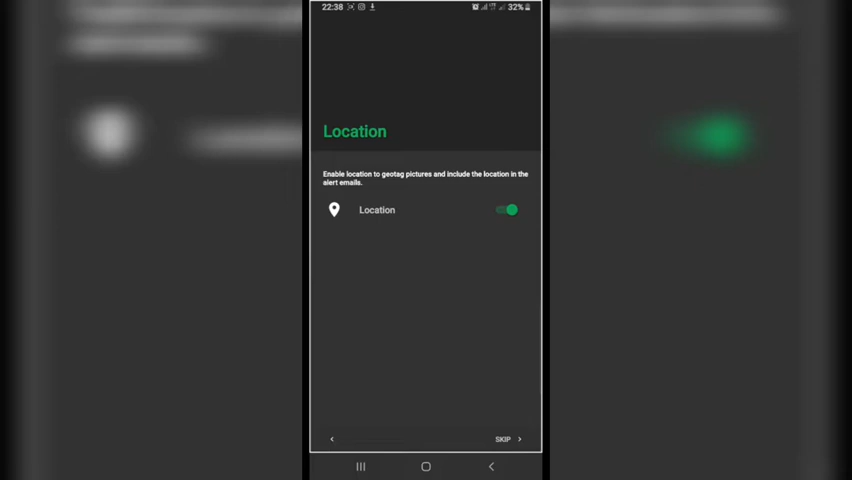 22:38
32%
Location
Enable location to geotag pictures and include the location in the
alert emails.
Location
SKIP